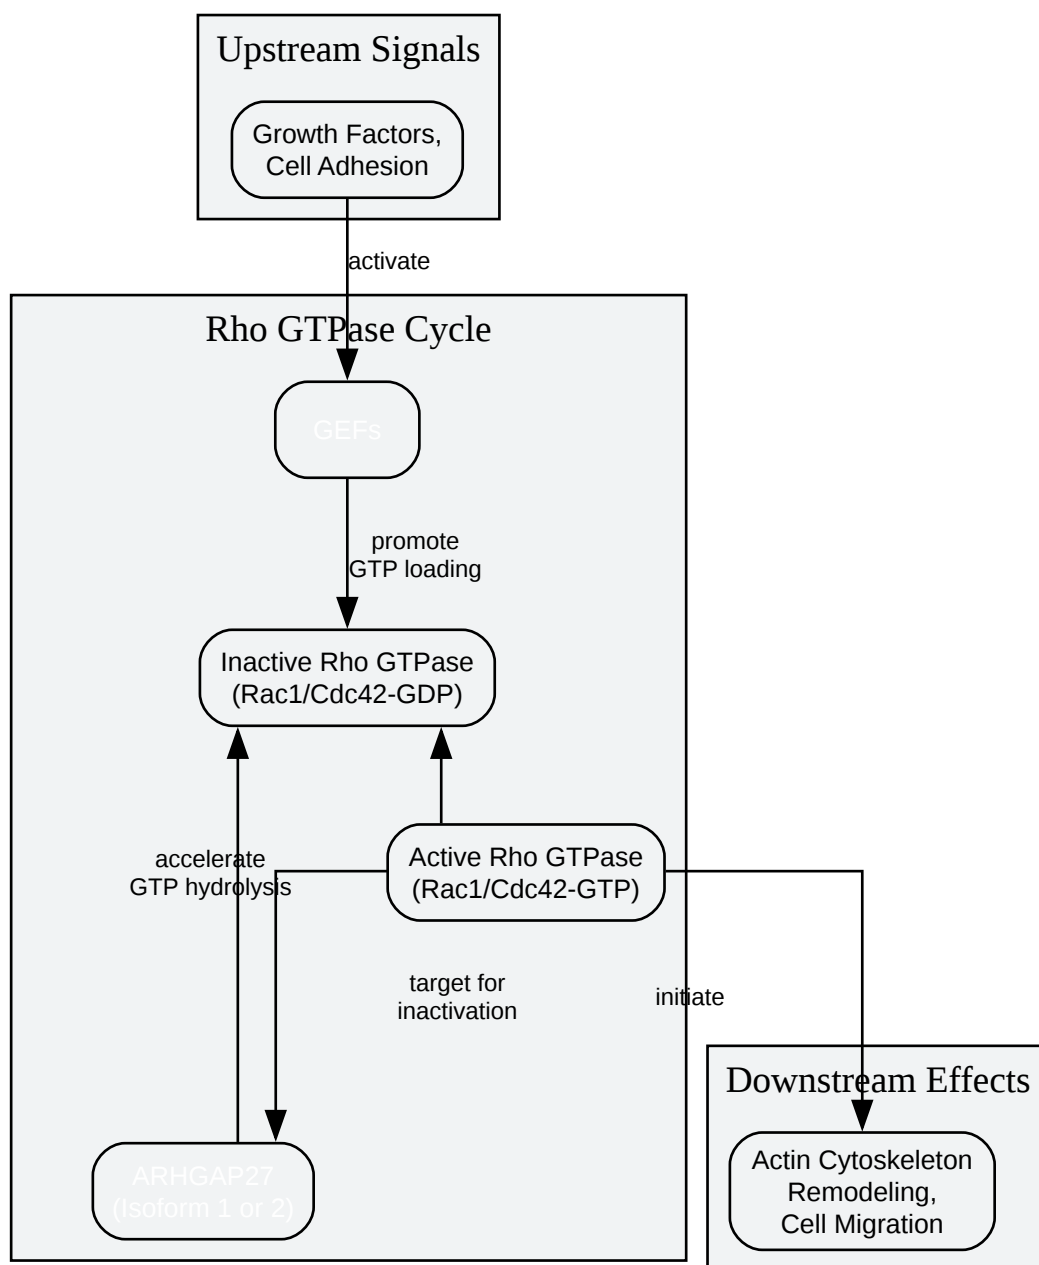 Upstream Signals
Growth Factors,
Cell Adhesion
activate
Rho GTPase Cycle
GEFs
promote
GTP loading
Inactive Rho GTPase
(Rac1/Cdc42-GDP)
accelerate
GTP hydrolysis
Active Rho GTPase
(Rac1/Cdc42-GTP)
target for
inactivation
initiate
Downstream Effects
ARHGAP27
(Isoform 1 or 2)
Actin Cytoskeleton
Remodeling,
Cell Migration